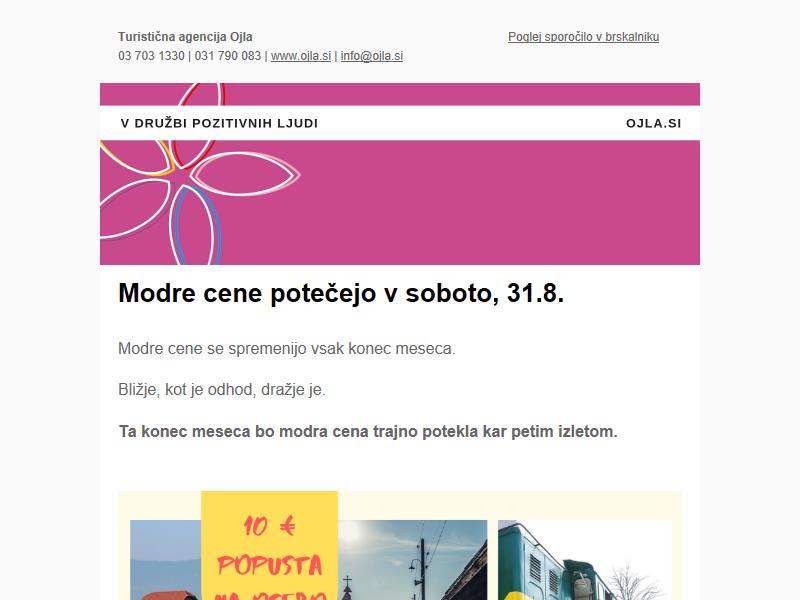 Turistična agencija Ojla
Poglej sporočilo v brskalniku
03 703 1330 | 031 790 083 | www.ojla.si | info@ojla.si
V DRUŽBI POZITIVNIH LJUDI
OJLA.SI
Modre cene potečejo v soboto, 31.8.
Modre cene se spremenijo vsak konec meseca.
Bližje, kot je odhod, dražje je.
Ta konec meseca bo modra cena trajno potekla kar petim izletom.
10 €
POPUSTA
NA OSEBO